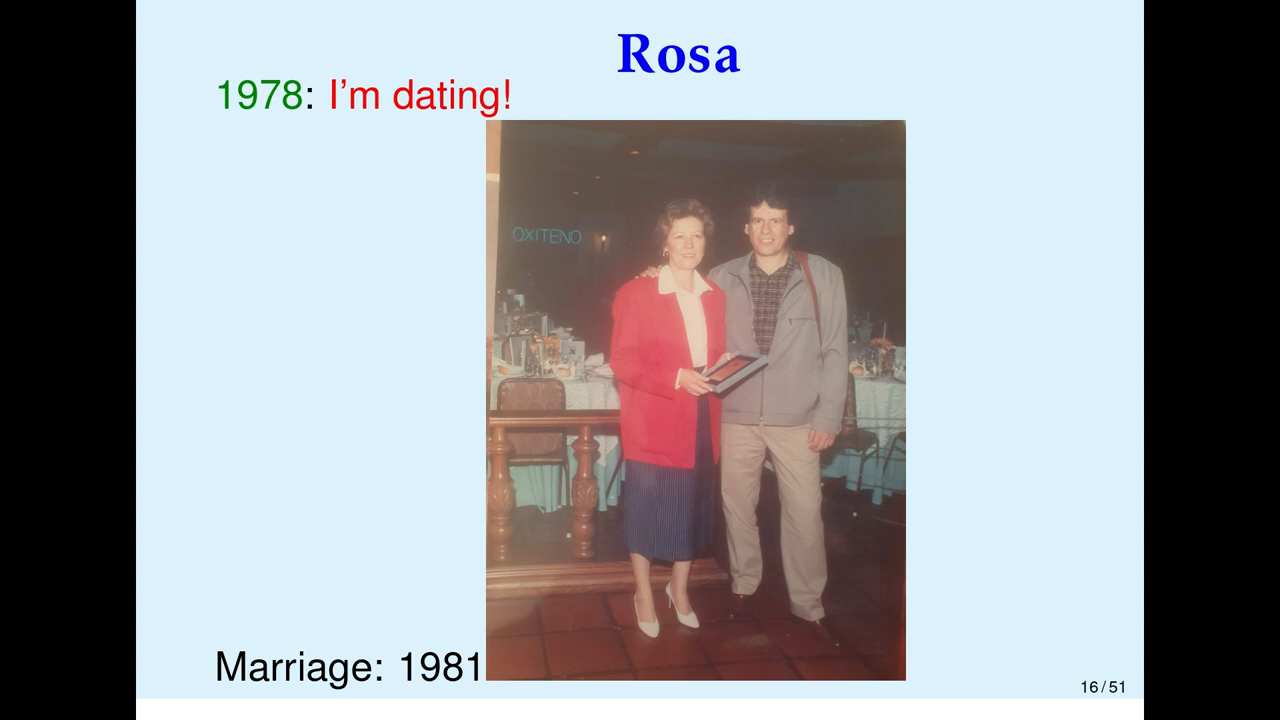 Rosa
1978: I'm dating!
OXITENO
Marriage: 1981
16 / 51